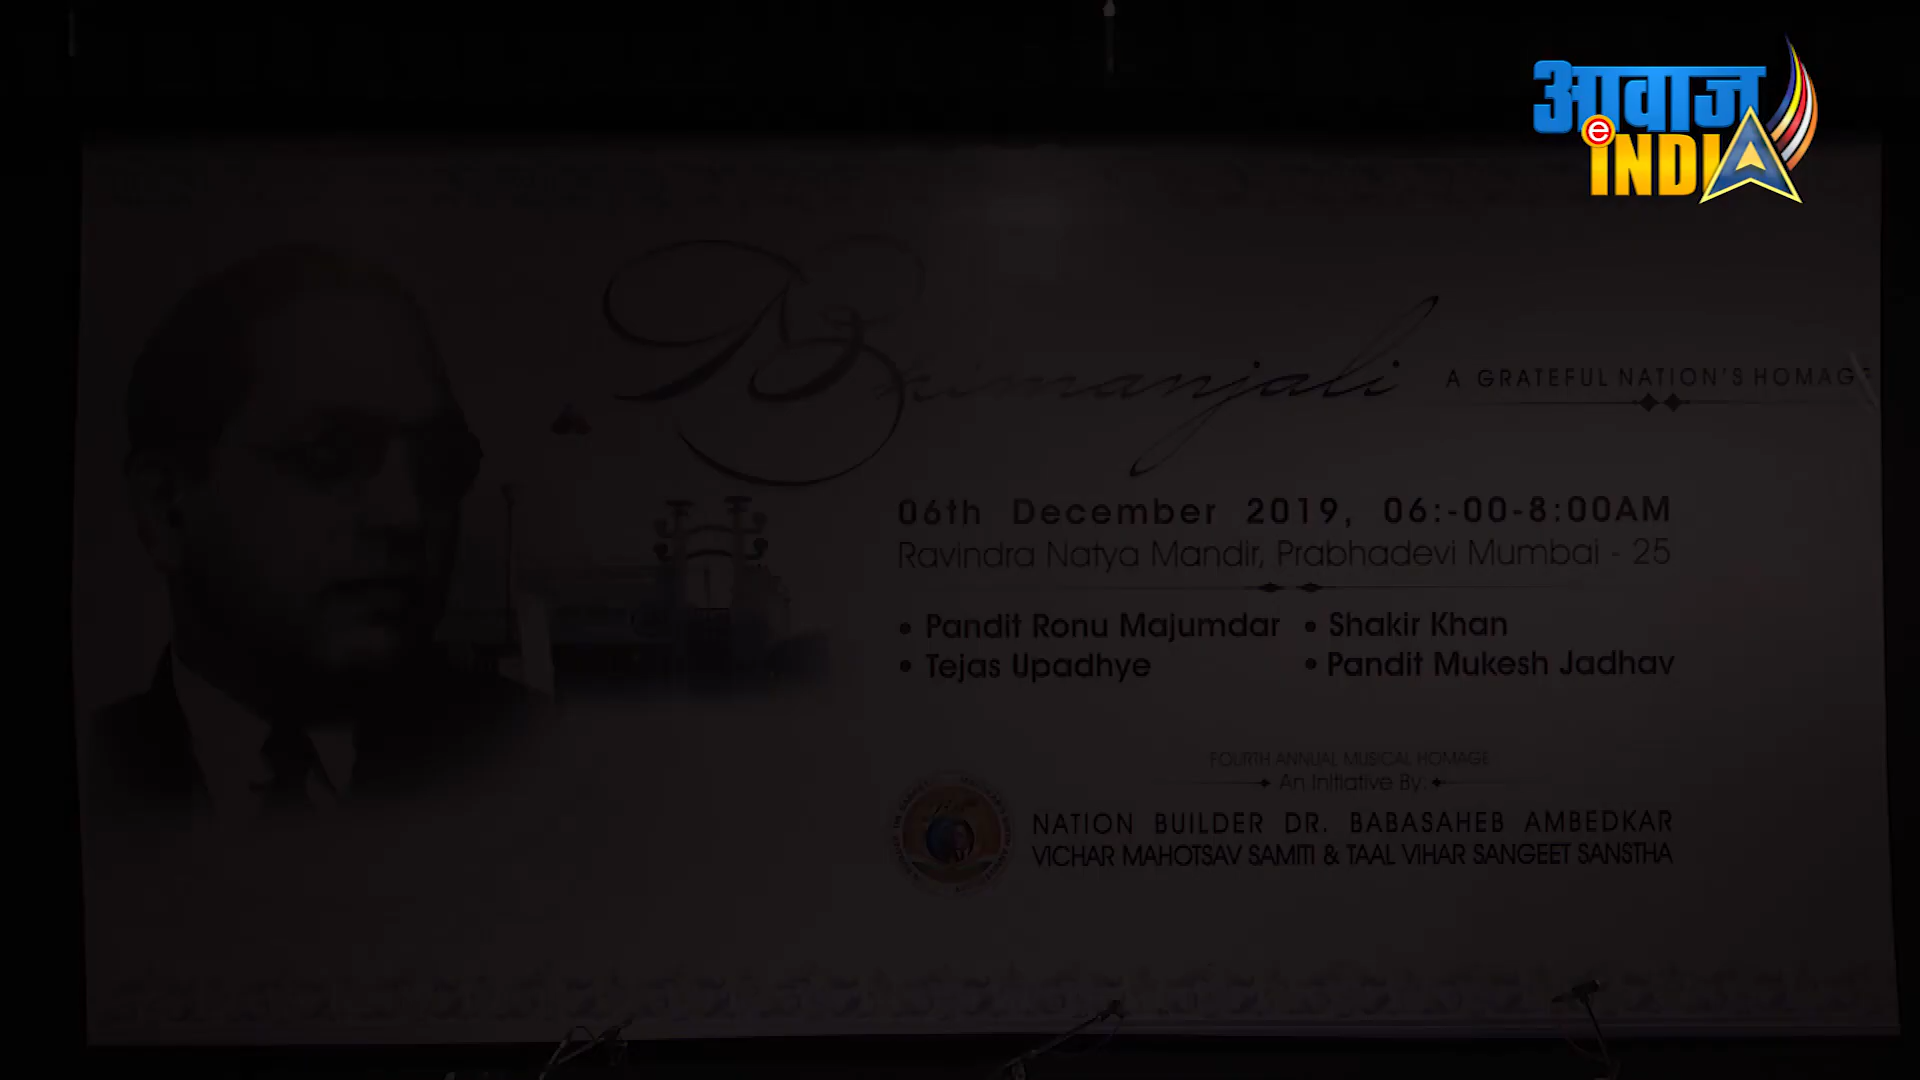 आवाज
e
INDIA
Bhimanjali
A GRATEFUL NATION'S HOMAGE
06th December 2019, 06:-00-8:00AM
Ravindra Natya Mandir, Prabhadevi Mumbai - 25
• Pandit Ronu Majumdar • Shakir Khan
• Tejas Upadhye • Pandit Mukesh Jadhav
FOURTH ANNUAL MUSICAL HOMAGE
An Initiative By:
NATION BUILDER DR. BABASAHEB AMBEDKAR
VICHAR MAHOTSAV SAMITI & TAAL VIHAR SANGEET SANSTHA